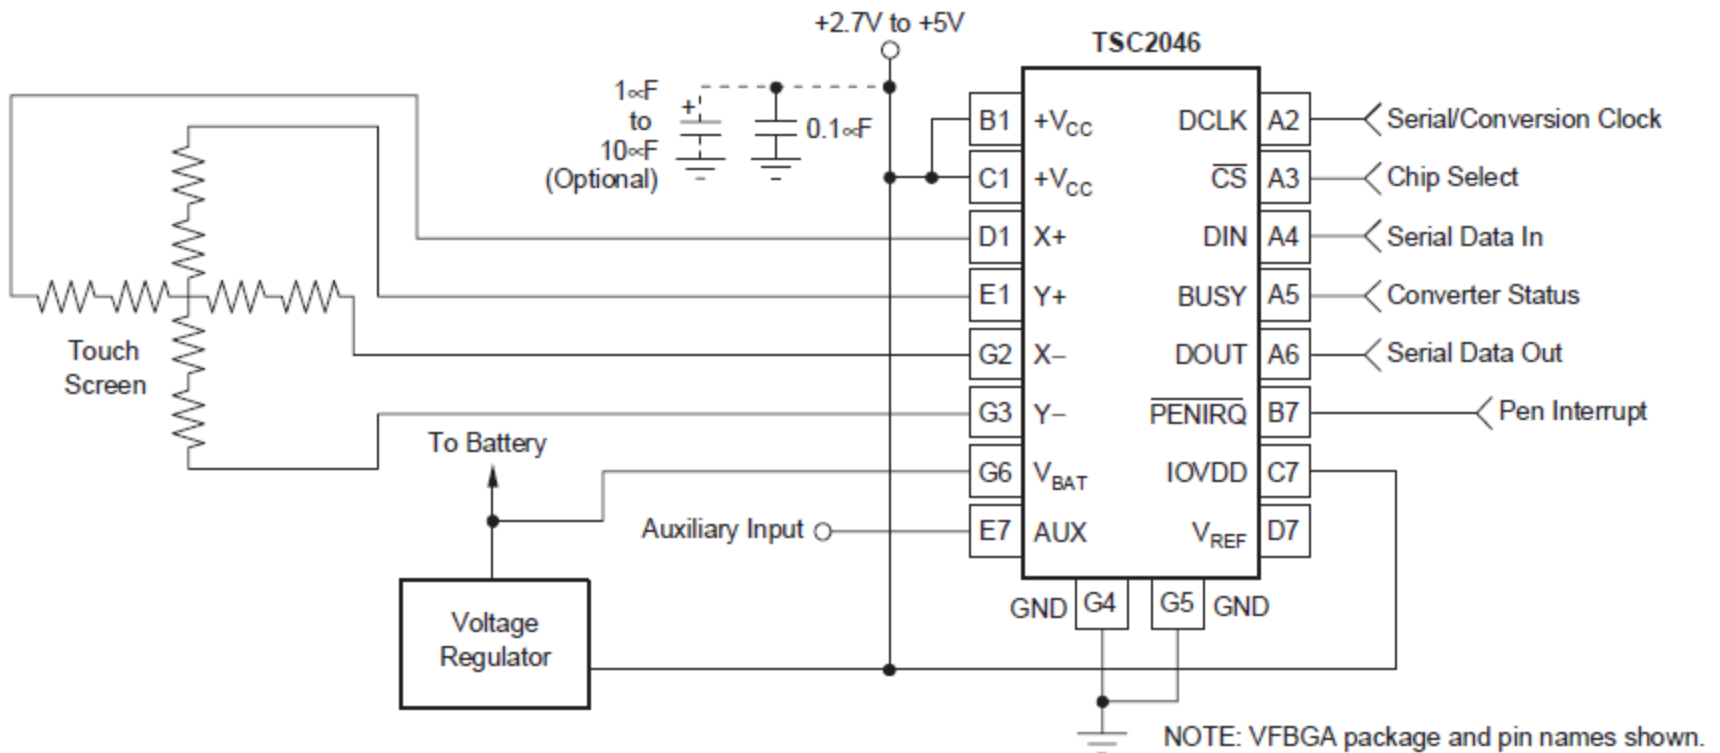 +2.7V to +5V
TSC2046
1∝F
to
10∝F
(Optional)
+
0.1∝F
B1 +VCC
C1 +VCC
D1 X+
E1 Y+
G2 X–
G3 Y–
G6 VBAT
E7 AUX
DCLK A2 Serial/Conversion Clock
CS A3 Chip Select
DIN A4 Serial Data In
BUSY A5 Converter Status
DOUT A6 Serial Data Out
PENIRQ B7 Pen Interrupt
IOVDD C7
VREF D7
Touch
Screen
To Battery
Auxiliary Input
Voltage
Regulator
GND G4 G5 GND
NOTE: VFBGA package and pin names shown.